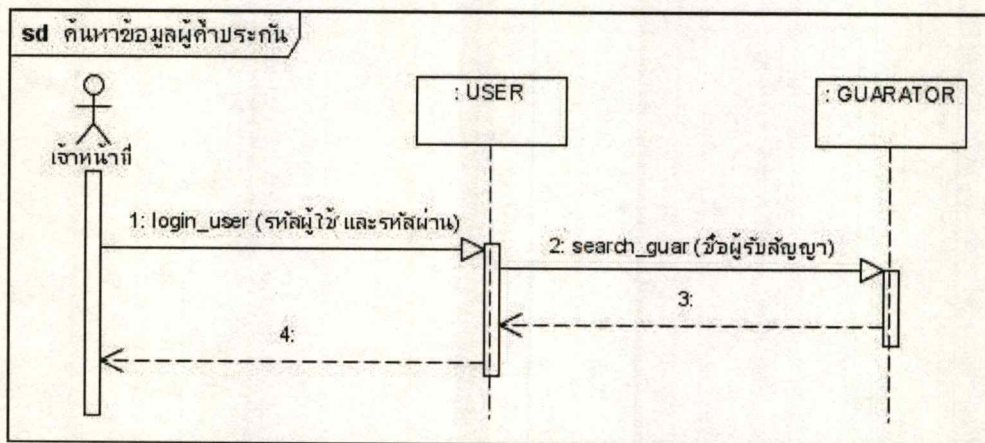 sd ค้นหาข้อมูลผู้ค้ำประกัน
: USER
: GUARATOR
เจ้าหน้าที่
1: login_user (รหัสผู้ใช้ และรหัสผ่าน)
2: search_guar (ชื่อผู้รับสัญญา)
3:
4: